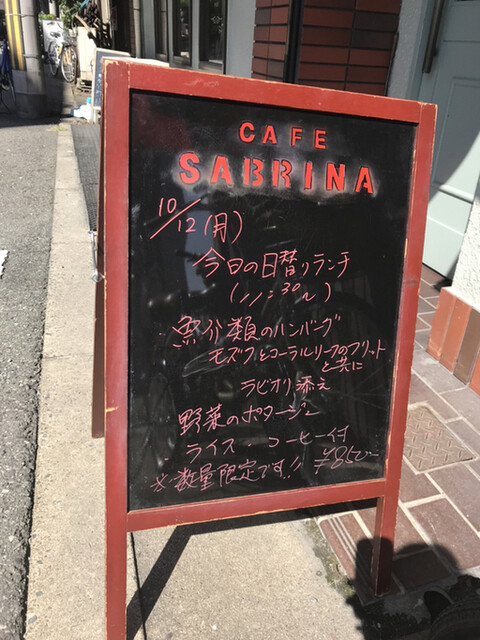 CAFE
SABRINA
10/12(月)
今日の日替りランチ
(11:30〜)
・魚介類のハンバーグ
モズクとコーラルリーフのフリット
と共に
ラビオリ添え
・野菜のポタージュ
・ライス・コーヒー付
※数量限定です!! ¥850-